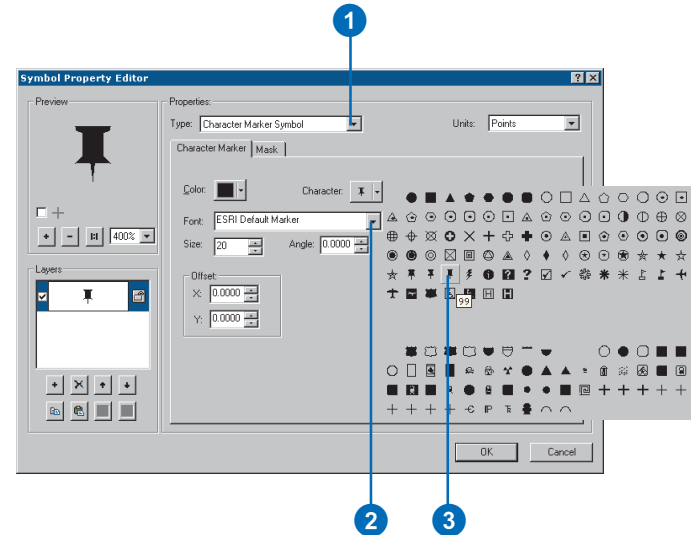 1
Symbol Property Editor
Preview
Properties:
Type: Character Marker Symbol
Units: Points
Character Marker
Mask
Color:
Character:
Font: ESRI Default Marker
Size: 20
Angle: 0.0000
Offset:
X: 0.0000
Y: 0.0000
1:1
400%
Layers
99
OK
Cancel
2
3